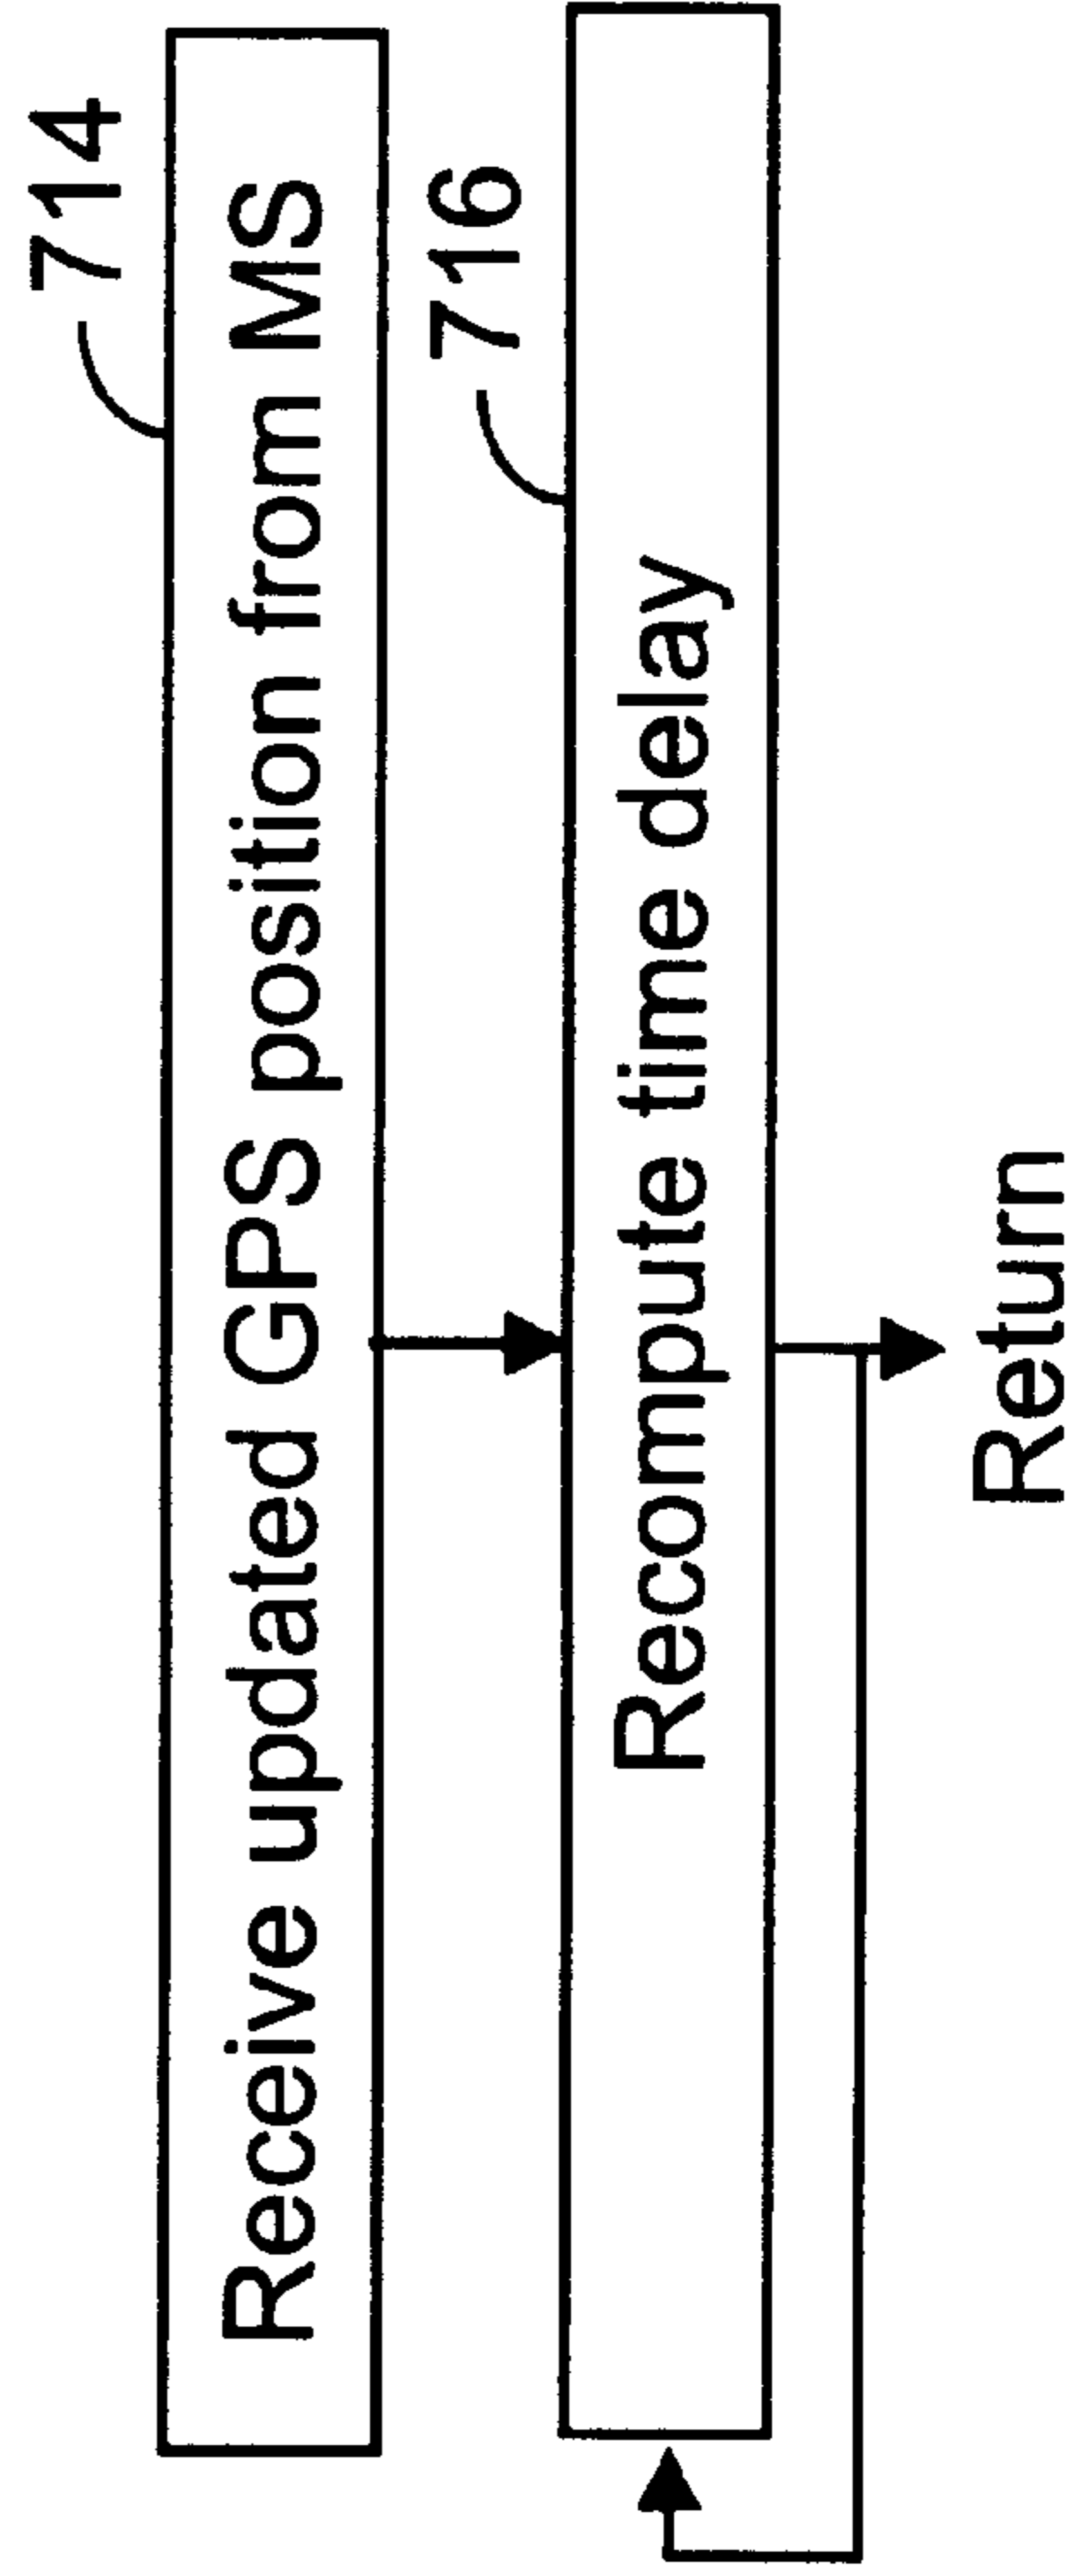 714
Receive updated GPS position from MS
716
Recompute time delay
Return